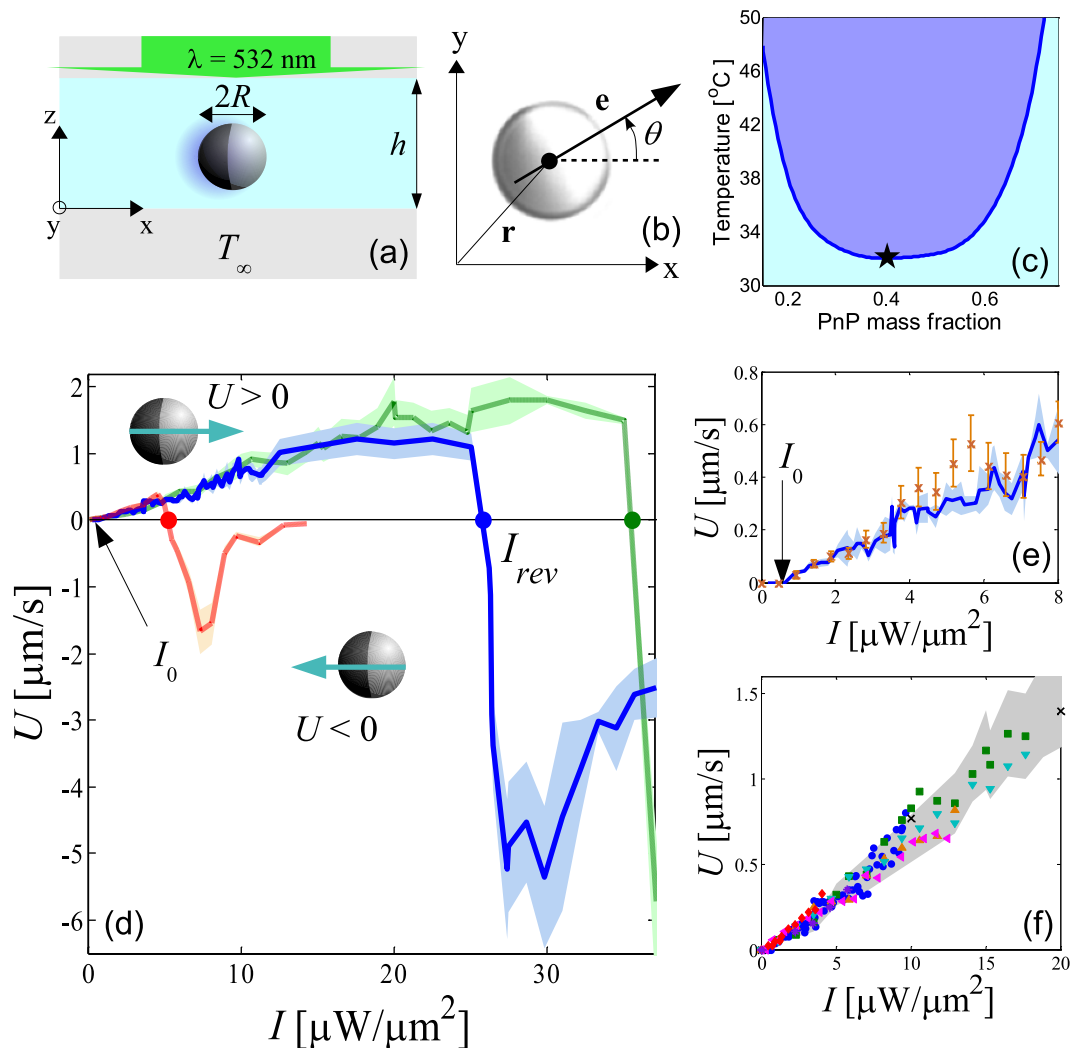 λ = 532 nm
2R
h
z
y
x
T∞
(a)
y
e
θ
r
x
(b)
Temperature [°C]
50
46
42
38
34
30
0.2
0.4
0.6
PnP mass fraction
(c)
U [μm/s]
2
1
0
-1
-2
-3
-4
-5
-6
U > 0
I0
Irev
U < 0
(d)
0
10
20
30
I [μW/μm²]
U [μm/s]
0.8
0.6
0.4
0.2
0
I0
(e)
0
2
4
6
8
I [μW/μm²]
U [μm/s]
1.5
1
0.5
0
(f)
0
5
10
15
20
I [μW/μm²]